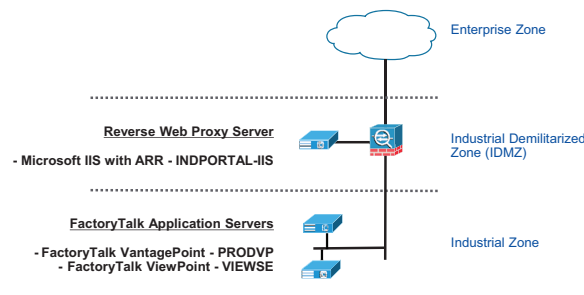 Enterprise Zone
Reverse Web Proxy Server
- Microsoft IIS with ARR - INDPORTAL-IIS
Industrial Demilitarized
Zone (IDMZ)
FactoryTalk Application Servers
- FactoryTalk VantagePoint - PRODVP
- FactoryTalk ViewPoint - VIEWSE
Industrial Zone